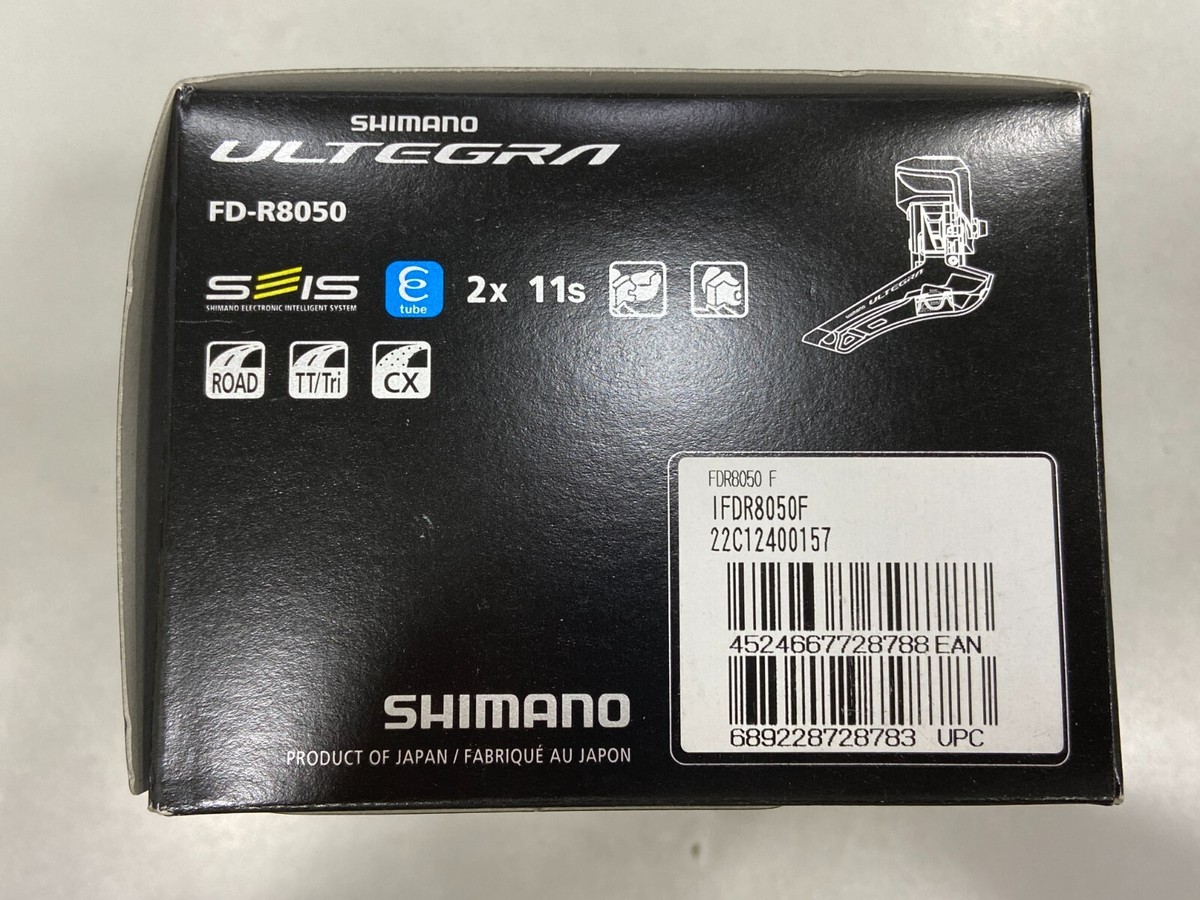 SHIMANO
ULTEGRA
FD-R8050
SEIS
SHIMANO ELECTRONIC INTELLIGENT SYSTEM
E
tube
2x 11s
ROAD
TT/Tri
CX
ULTEGRA
FDR8050 F
IFDR8050F
22C12400157
4524667728788 EAN
689228728783 UPC
SHIMANO
PRODUCT OF JAPAN / FABRIQUÉ AU JAPON